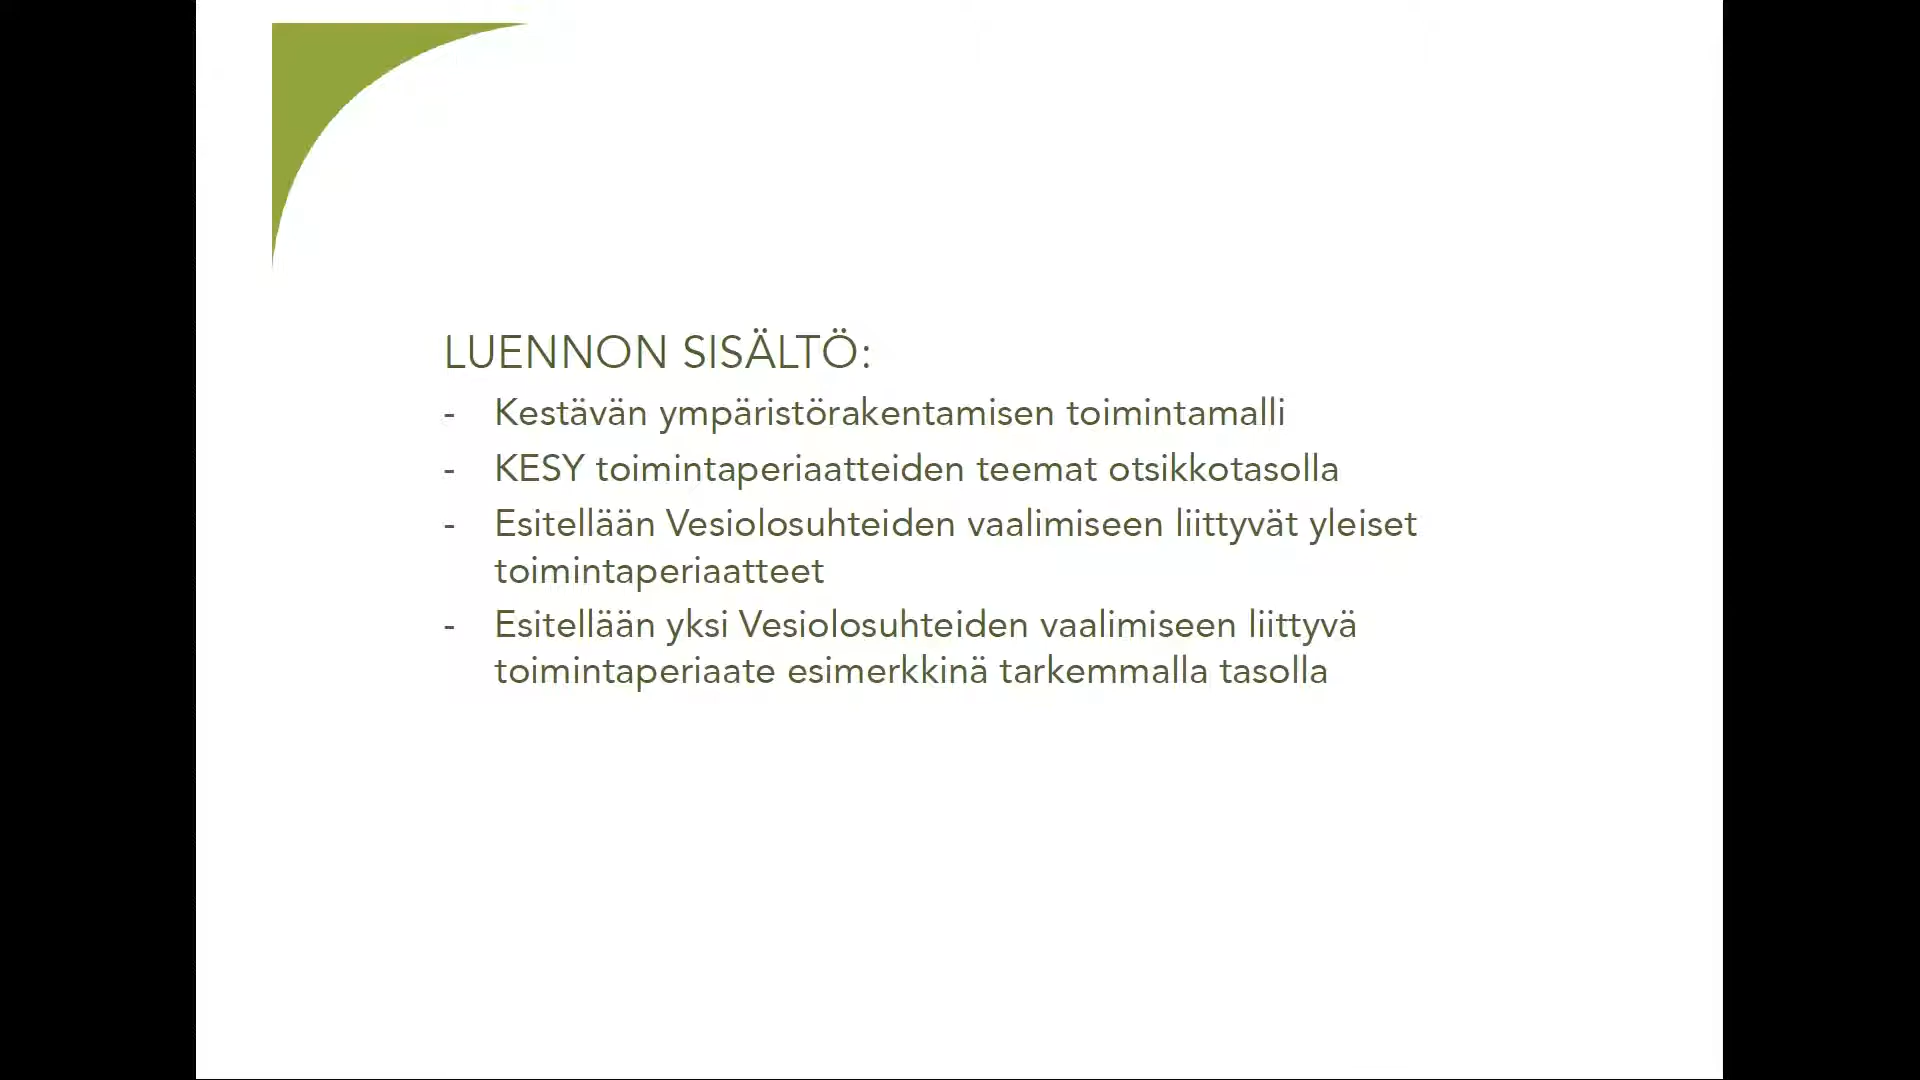 LUENNON SISÄLTÖ:
- Kestävän ympäristörakentamisen toimintamalli
- KESY toimintaperiaatteiden teemat otsikkotasolla
- Esitellään Vesiolosuhteiden vaalimiseen liittyvät yleiset
toimintaperiaatteet
- Esitellään yksi Vesiolosuhteiden vaalimiseen liittyvä
toimintaperiaate esimerkkinä tarkemmalla tasolla